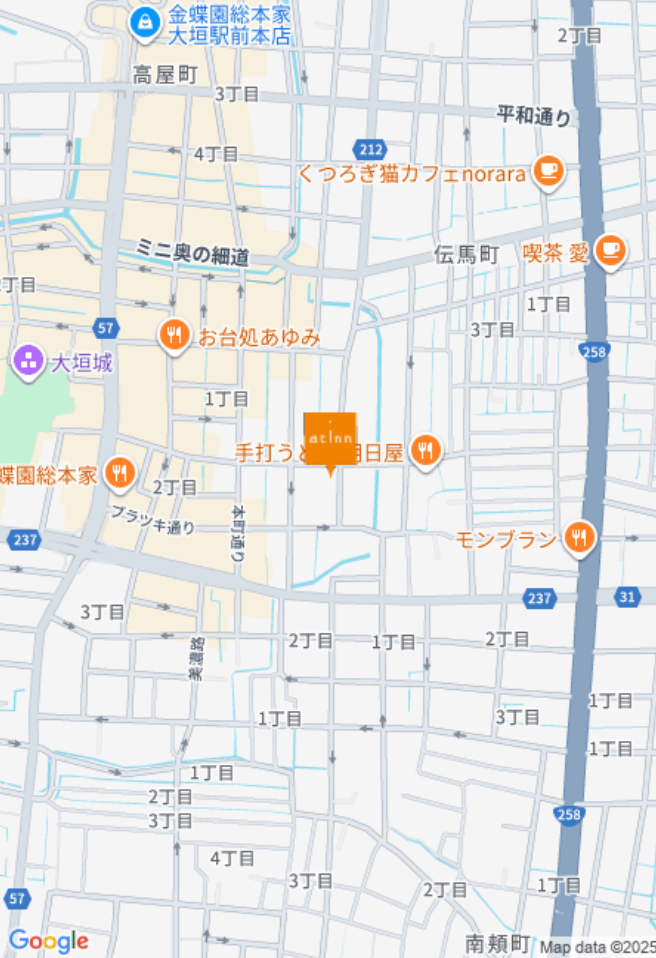 金蝶園総本家
大垣駅前本店
2丁目
高屋町
3丁目
平和通り
212
4丁目
くつろぎ猫カフェnorara
ミニ奥の細道
伝馬町
喫茶 愛
丁目
1丁目
57
お台処あゆみ
3丁目
258
大垣城
1丁目
at inn
手打うど
日屋
蝶園総本家
2丁目
ブラツキ通り
本町通り
モンブラン
237
237
31
3丁目
2丁目
1丁目
2丁目
美濃路
1丁目
1丁目
3丁目
1丁目
1丁目
2丁目
3丁目
258
4丁目
3丁目
2丁目
1丁目
57
南頬町
Google
Map data ©2025